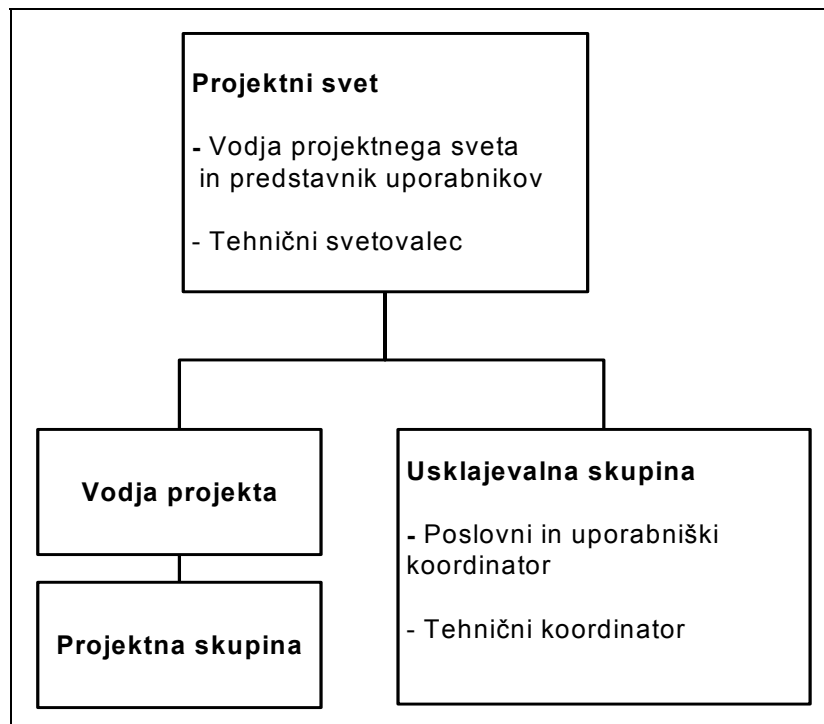 Projektni svet
- Vodja projektnega sveta
in predstavnik uporabnikov
- Tehnični svetovalec
Vodja projekta
Projektna skupina
Usklajevalna skupina
- Poslovni in uporabniški
koordinator
- Tehnični koordinator